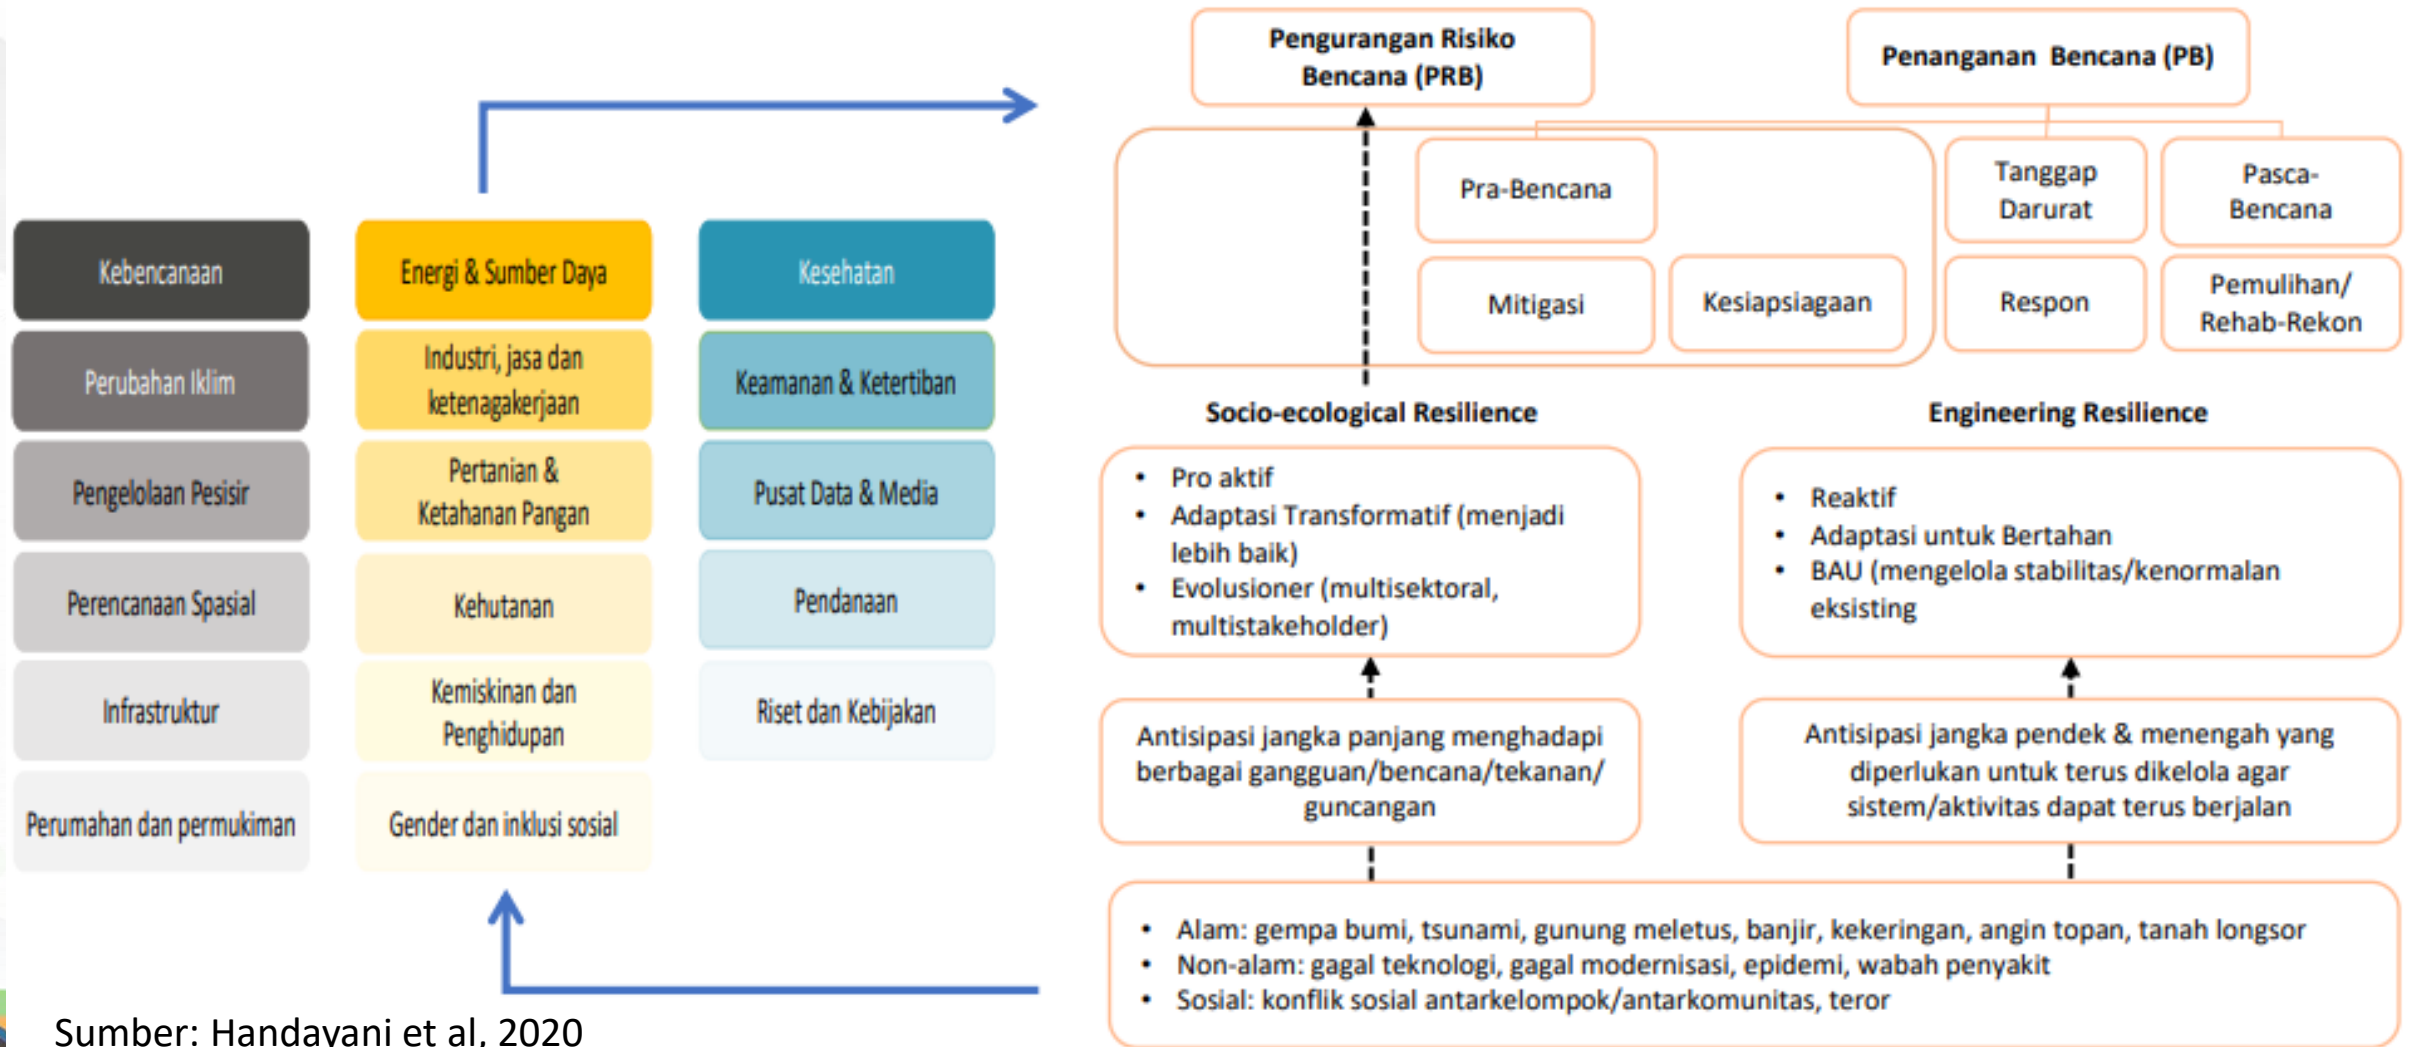 Kebencanaan
Perubahan Iklim
Pengelolaan Pesisir
Perencanaan Spasial
Infrastruktur
Perumahan dan permukiman
Energi & Sumber Daya
Industri, jasa dan
ketenagakerjaan
Pertanian &
Ketahanan Pangan
Kehutanan
Kemiskinan dan
Penghidupan
Gender dan inklusi sosial
Kesehatan
Keamanan & Ketertiban
Pusat Data & Media
Pendanaan
Riset dan Kebijakan
Pengurangan Risiko
Bencana (PRB)
Penanganan Bencana (PB)
Pra-Bencana
Tanggap
Darurat
Pasca-
Bencana
Mitigasi
Kesiapsiagaan
Respon
Pemulihan/
Rehab-Rekon
Socio-ecological Resilience
• Pro aktif
• Adaptasi Transformatif (menjadi
lebih baik)
• Evolusioner (multisektoral,
multistakeholder)
Antisipasi jangka panjang menghadapi
berbagai gangguan/bencana/tekanan/
guncangan
Engineering Resilience
• Reaktif
• Adaptasi untuk Bertahan
• BAU (mengelola stabilitas/kenormalan
eksisting
Antisipasi jangka pendek & menengah yang
diperlukan untuk terus dikelola agar
sistem/aktivitas dapat terus berjalan
• Alam: gempa bumi, tsunami, gunung meletus, banjir, kekeringan, angin topan, tanah longsor
• Non-alam: gagal teknologi, gagal modernisasi, epidemi, wabah penyakit
• Sosial: konflik sosial antarkelompok/antarkomunitas, teror
Sumber: Handayani et al, 2020